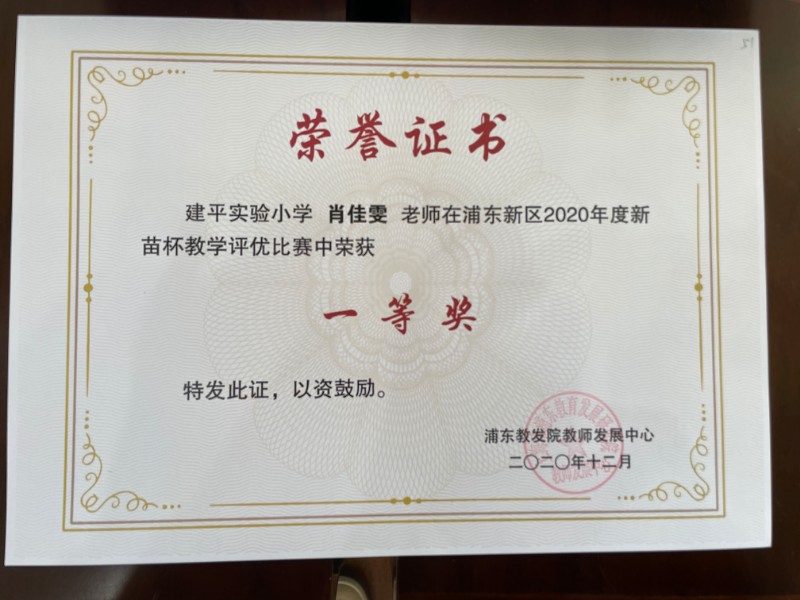 51
荣誉证书
建平实验小学 肖佳雯 老师在浦东新区2020年度新
苗杯教学评优比赛中荣获
一等奖
特发此证，以资鼓励。
浦东教发院教师发展中心
二〇二〇年十二月